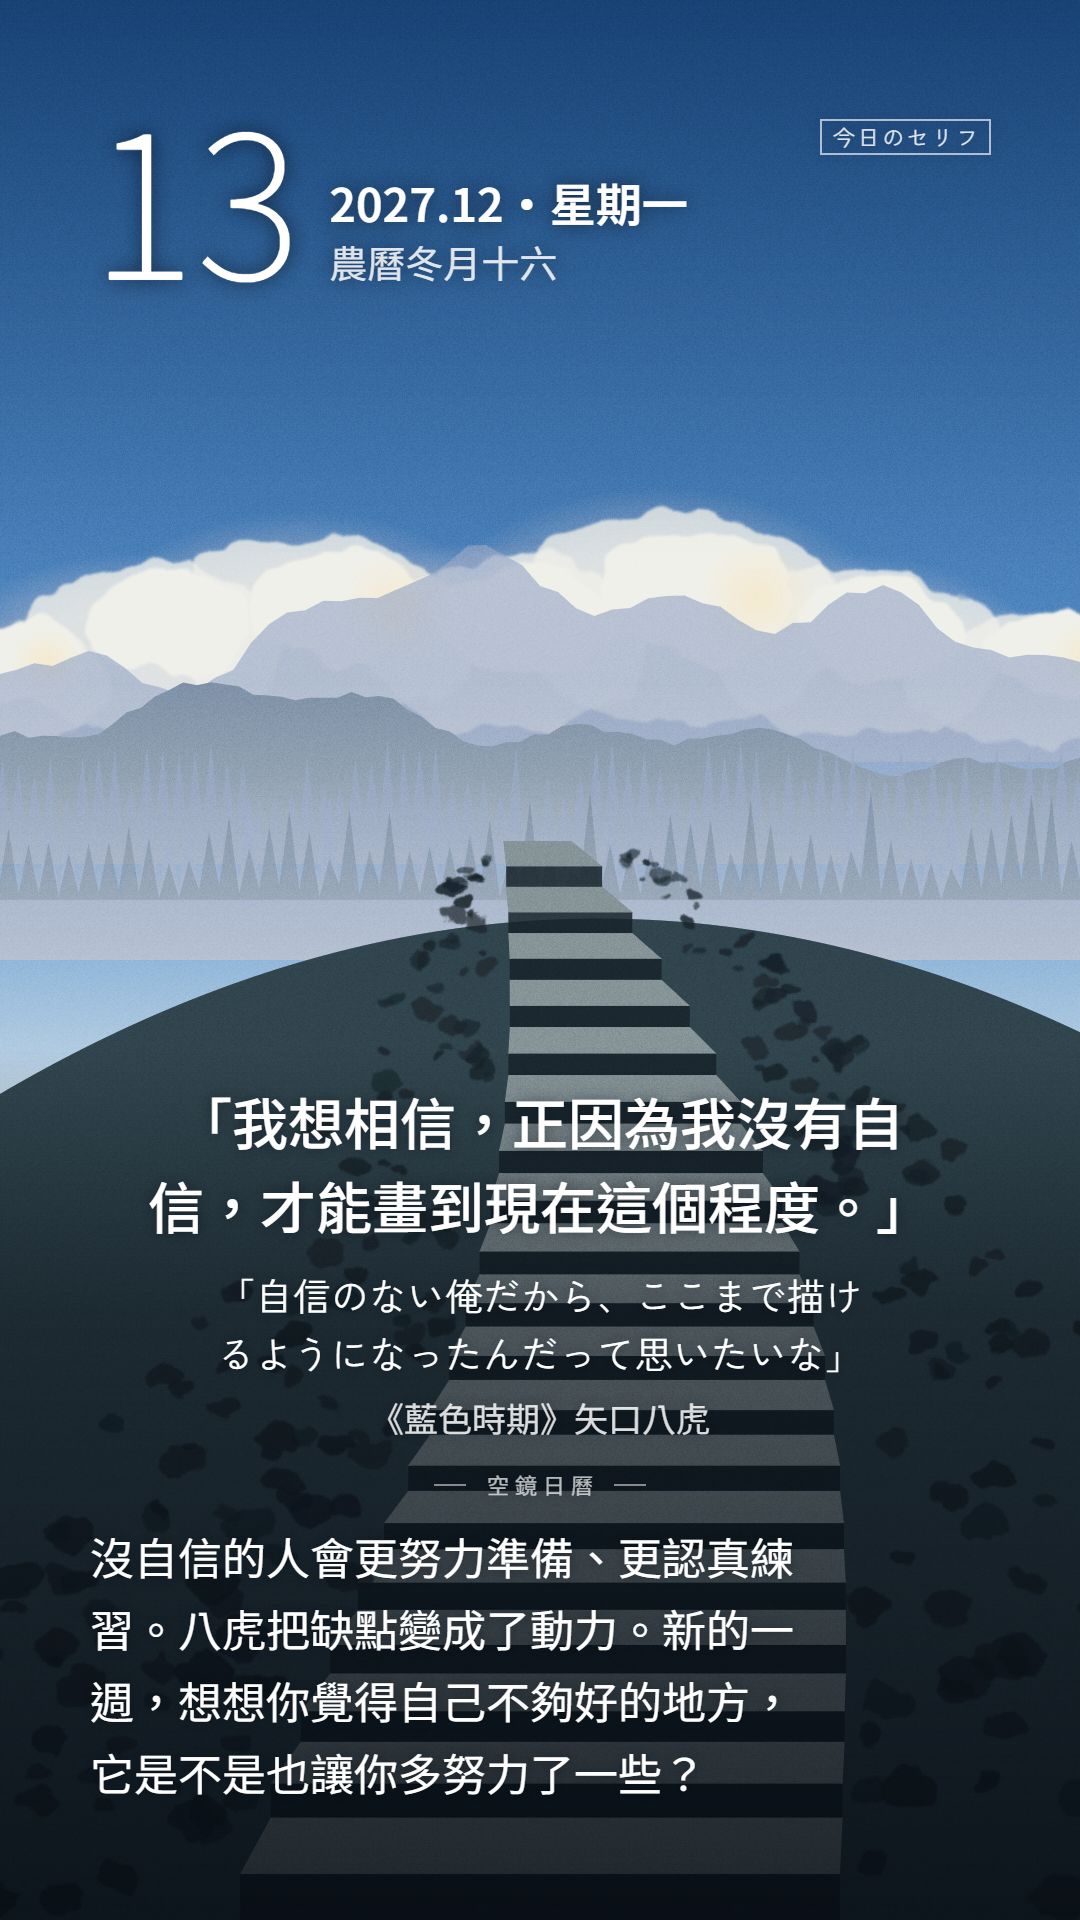 13
今日のセリフ
2027.12・星期一
農曆冬月十六
「我想相信，正因為我沒有自
信，才能畫到現在這個程度。」
「自信のない俺だから、ここまで描け
るようになったんだって思いたいな」
《藍色時期》矢口八虎
空鏡日曆
沒自信的人會更努力準備、更認真練
習。八虎把缺點變成了動力。新的一
週，想想你覺得自己不夠好的地方，
它是不是也讓你多努力了一些？